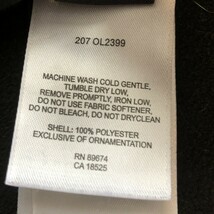 207 OL2399
MACHINE WASH COLD GENTLE,
TUMBLE DRY LOW,
REMOVE PROMPTLY, IRON LOW,
DO NOT USE FABRIC SOFTENER,
DO NOT BLEACH, DO NOT DRYCLEAN
SHELL: 100% POLYESTER
EXCLUSIVE OF ORNAMENTATION
RN 89674
CA 18525